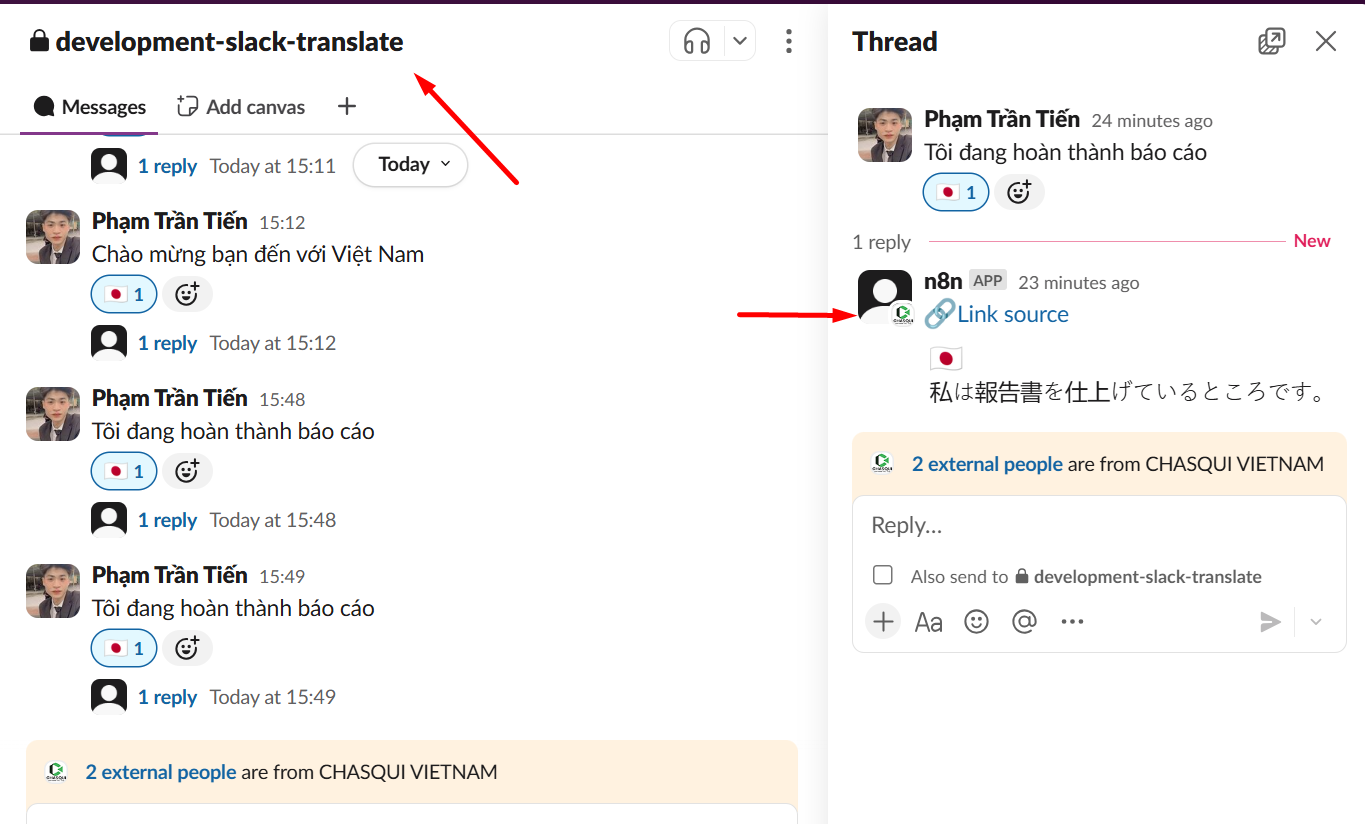 development-slack-translate
Messages
Add canvas
1 reply Today at 15:11
Today
Phạm Trần Tiến 15:12
Chào mừng bạn đến với Việt Nam
1
1 reply Today at 15:12
Phạm Trần Tiến 15:48
Tôi đang hoàn thành báo cáo
1
1 reply Today at 15:48
Phạm Trần Tiến 15:49
Tôi đang hoàn thành báo cáo
1
1 reply Today at 15:49
CHASQUI
2 external people are from CHASQUI VIETNAM
Thread
Phạm Trần Tiến 24 minutes ago
Tôi đang hoàn thành báo cáo
1
1 reply
New
n8n APP 23 minutes ago
CHASQUI
Link source
私は報告書を仕上げているところです。
CHASQUI
2 external people are from CHASQUI VIETNAM
Reply...
Also send to development-slack-translate
Aa